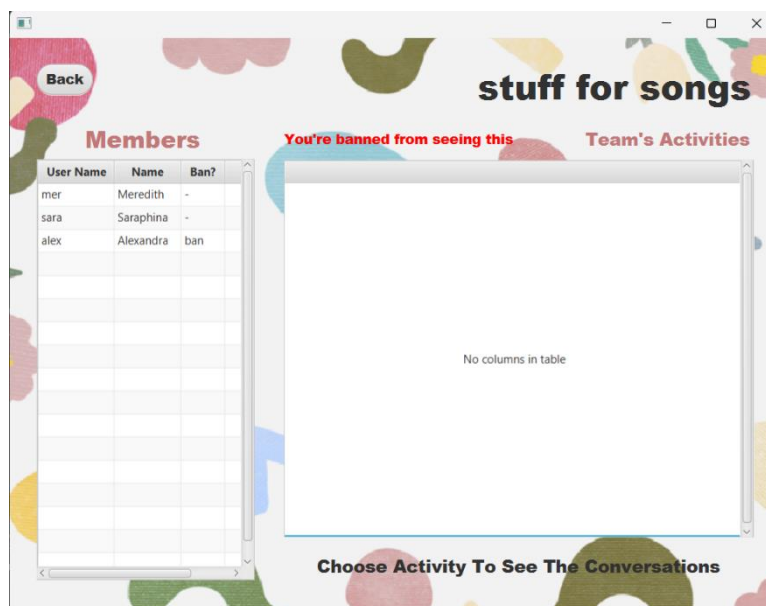 Back
stuff for songs
Members
You're banned from seeing this
Team's Activities
User Name Name Ban?
mer Meredith -
sara Saraphina -
alex Alexandra ban
No columns in table
Choose Activity To See The Conversations